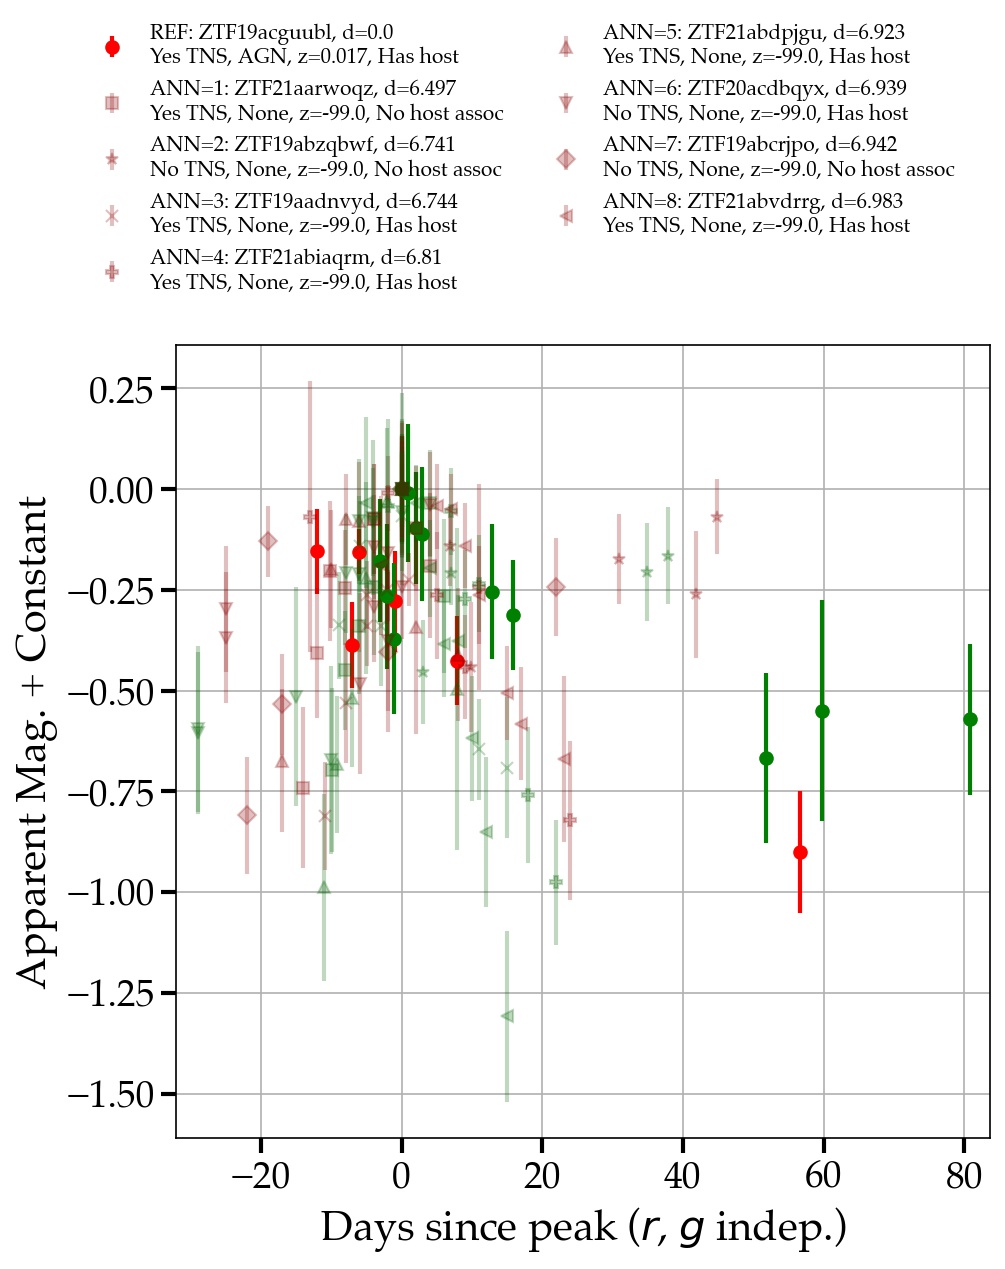 REF: ZTF19acguubl, d=0.0
Yes TNS, AGN, z=0.017, Has host
ANN=1: ZTF21aarwoqz, d=6.497
Yes TNS, None, z=-99.0, No host assoc
ANN=2: ZTF19abzqbwf, d=6.741
No TNS, None, z=-99.0, No host assoc
ANN=3: ZTF19aadnvyd, d=6.744
Yes TNS, None, z=-99.0, Has host
ANN=4: ZTF21abiaqrm, d=6.81
Yes TNS, None, z=-99.0, Has host
ANN=5: ZTF21abdpjgu, d=6.923
Yes TNS, None, z=-99.0, Has host
ANN=6: ZTF20acdbqyx, d=6.939
No TNS, None, z=-99.0, Has host
ANN=7: ZTF19abcrjpo, d=6.942
No TNS, None, z=-99.0, No host assoc
ANN=8: ZTF21abvdrrg, d=6.983
Yes TNS, None, z=-99.0, Has host
Apparent Mag. + Constant
0.25
0.00
−0.25
−0.50
−0.75
−1.00
−1.25
−1.50
−20
0
20
40
60
80
Days since peak (r, g indep.)